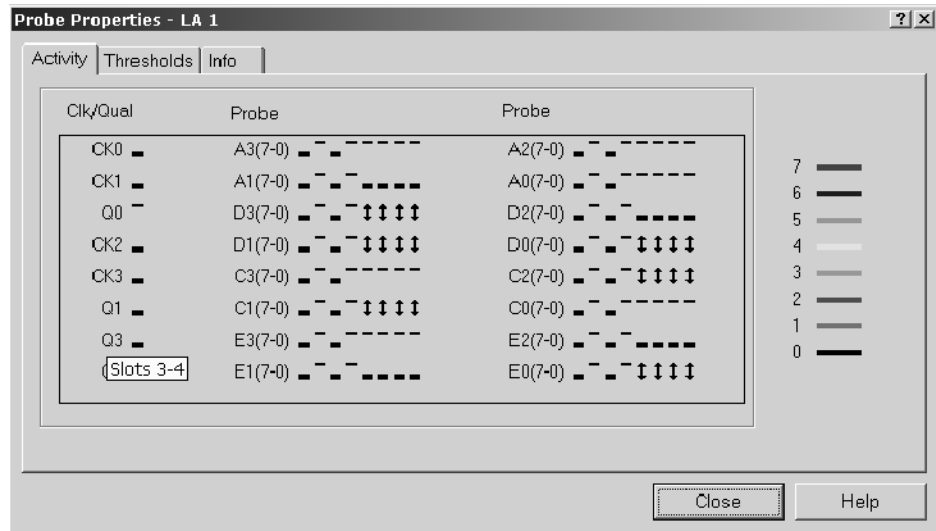 Probe Properties - LA 1
Activity Thresholds Info
Clk/Qual Probe Probe
CK0 A3(7-0) A2(7-0)
CK1 A1(7-0) A0(7-0)
Q0 D3(7-0) D2(7-0)
CK2 D1(7-0) D0(7-0)
CK3 C3(7-0) C2(7-0)
Q1 C1(7-0) C0(7-0)
Q3 E3(7-0) E2(7-0)
Slots 3-4 E1(7-0) E0(7-0)
7
6
5
4
3
2
1
0
Close Help